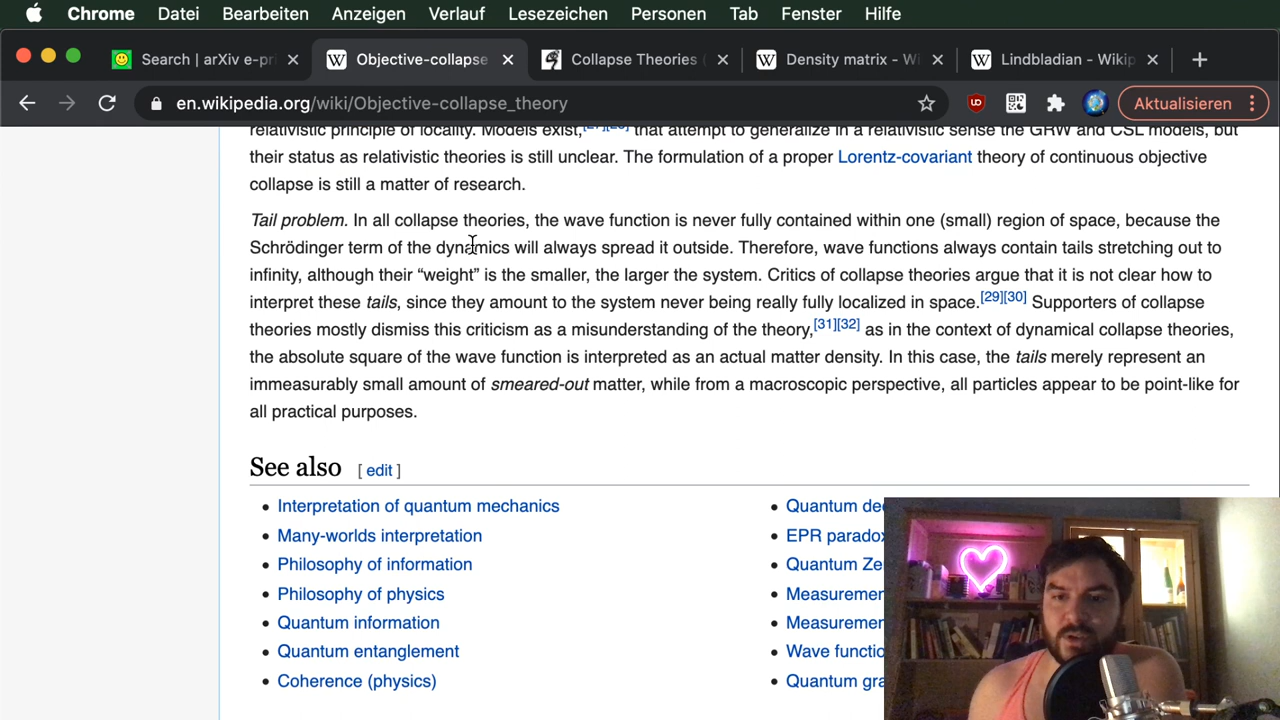 Chrome Datei Bearbeiten Anzeigen Verlauf Lesezeichen Personen Tab Fenster Hilfe
Search | arXiv e-pri Objective-collapse Collapse Theories ( Density matrix - Wi Lindbladian - Wikip
en.wikipedia.org/wiki/Objective-collapse_theory Aktualisieren
relativistic principle of locality. Models exist,[27][28] that attempt to generalize in a relativistic sense the GRW and CSL models, but
their status as relativistic theories is still unclear. The formulation of a proper Lorentz-covariant theory of continuous objective
collapse is still a matter of research.
Tail problem. In all collapse theories, the wave function is never fully contained within one (small) region of space, because the
Schrödinger term of the dynamics will always spread it outside. Therefore, wave functions always contain tails stretching out to
infinity, although their “weight” is the smaller, the larger the system. Critics of collapse theories argue that it is not clear how to
interpret these tails, since they amount to the system never being really fully localized in space.[29][30] Supporters of collapse
theories mostly dismiss this criticism as a misunderstanding of the theory,[31][32] as in the context of dynamical collapse theories,
the absolute square of the wave function is interpreted as an actual matter density. In this case, the tails merely represent an
immeasurably small amount of smeared-out matter, while from a macroscopic perspective, all particles appear to be point-like for
all practical purposes.
See also [ edit ]
Interpretation of quantum mechanics
Many-worlds interpretation
Philosophy of information
Philosophy of physics
Quantum information
Quantum entanglement
Coherence (physics)
Quantum de
EPR paradox
Quantum Ze
Measuremen
Measuremen
Wave functio
Quantum gra